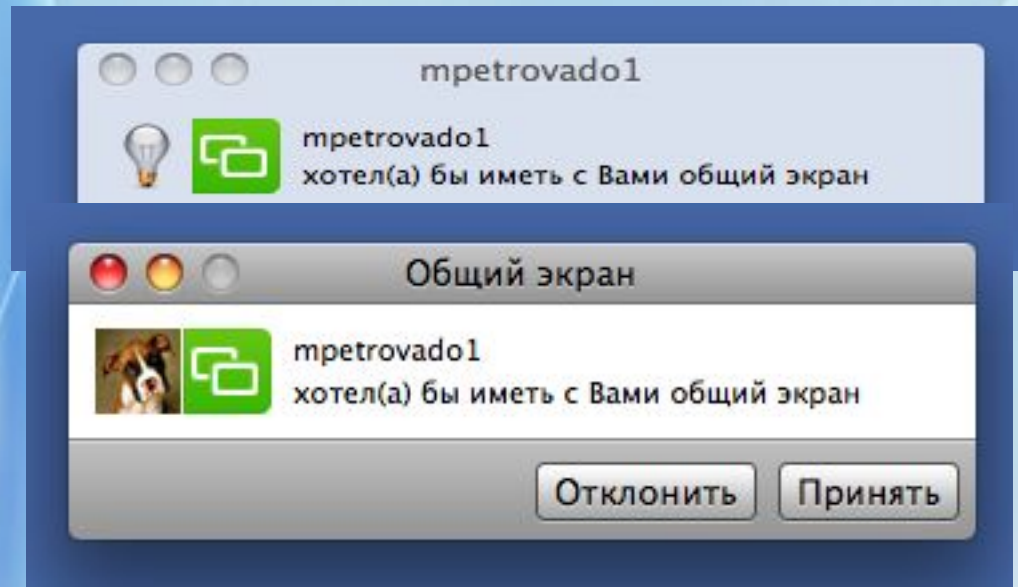 mpetrovado1
mpetrovado1
хотел(а) бы иметь с Вами общий экран
Общий экран
mpetrovado1
хотел(а) бы иметь с Вами общий экран
Отклонить Принять